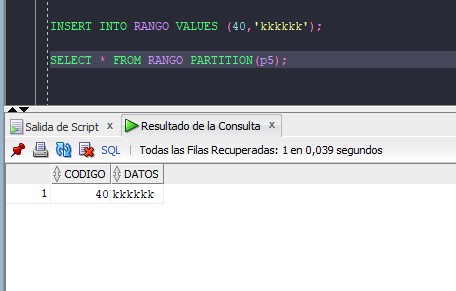 INSERT INTO RANGO VALUES (40,'kkkkkk');
SELECT * FROM RANGO PARTITION(p5);
Salida de Script x Resultado de la Consulta x
SQL | Todas las Filas Recuperadas: 1 en 0,039 segundos
CODIGO DATOS
1 40 kkkkkk